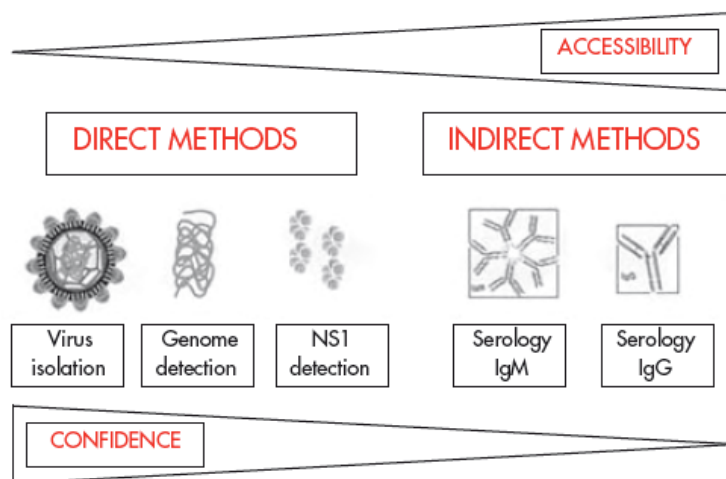 ACCESSIBILITY
DIRECT METHODS
INDIRECT METHODS
Virus
isolation
Genome
detection
NS1
detection
Serology
IgM
Serology
IgG
CONFIDENCE